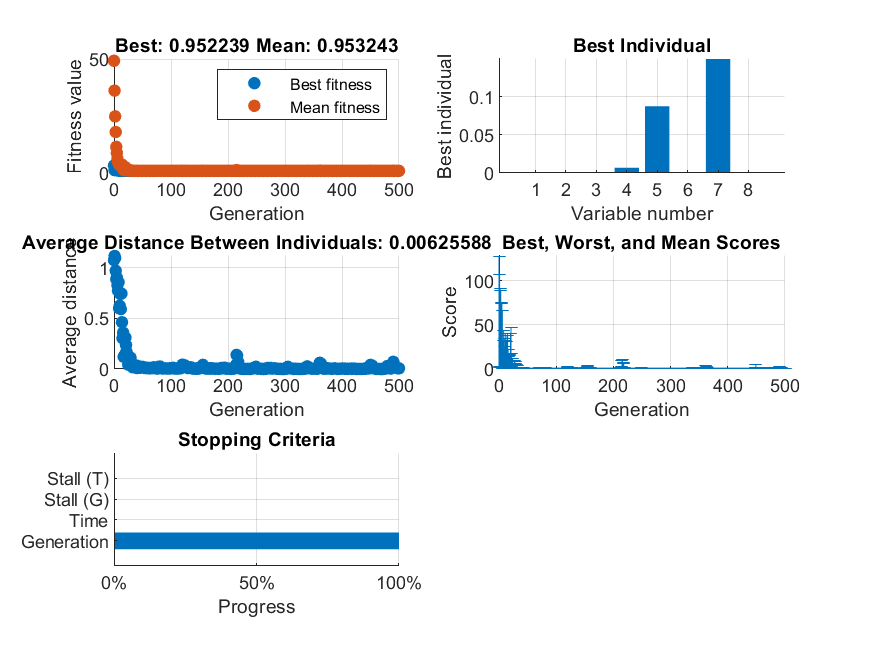 Best: 0.952239 Mean: 0.953243
Fitness value
50
0
Best fitness
Mean fitness
0 100 200 300 400 500
Generation
Best Individual
Best individual
0.1
0.05
0
1 2 3 4 5 6 7 8
Variable number
Average Distance Between Individuals: 0.00625588
Average distance
1
0.5
0
0 100 200 300 400 500
Generation
Best, Worst, and Mean Scores
Score
100
50
0
0 100 200 300 400 500
Generation
Stopping Criteria
Stall (T)
Stall (G)
Time
Generation
0% 50% 100%
Progress